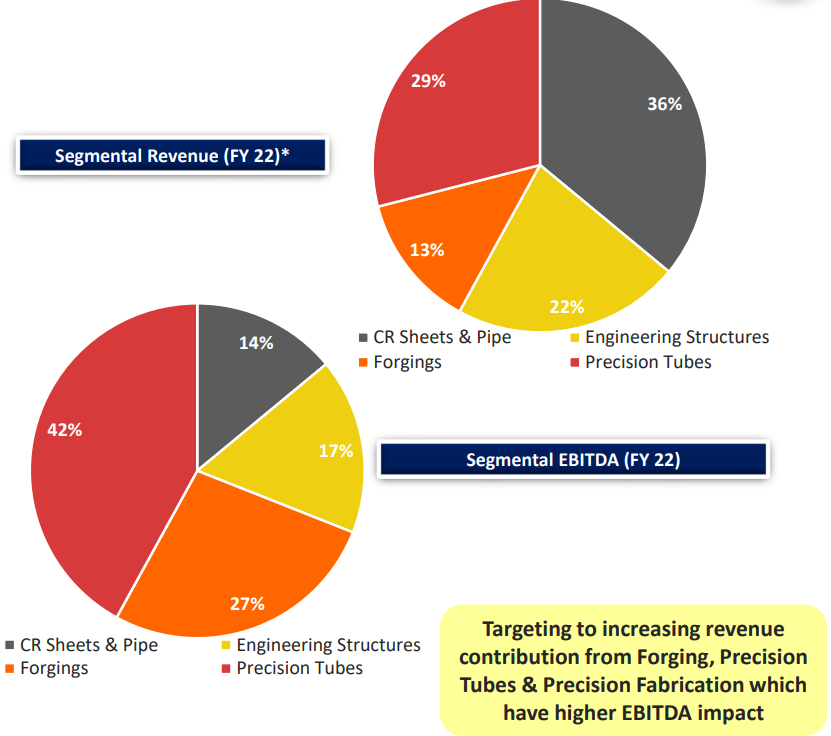 29%
36%
Segmental Revenue (FY 22)*
13%
22%
CR Sheets & Pipe
Engineering Structures
Forgings
Precision Tubes
14%
42%
17%
Segmental EBITDA (FY 22)
27%
CR Sheets & Pipe
Engineering Structures
Forgings
Precision Tubes
Targeting to increasing revenue
contribution from Forging, Precision
Tubes & Precision Fabrication which
have higher EBITDA impact